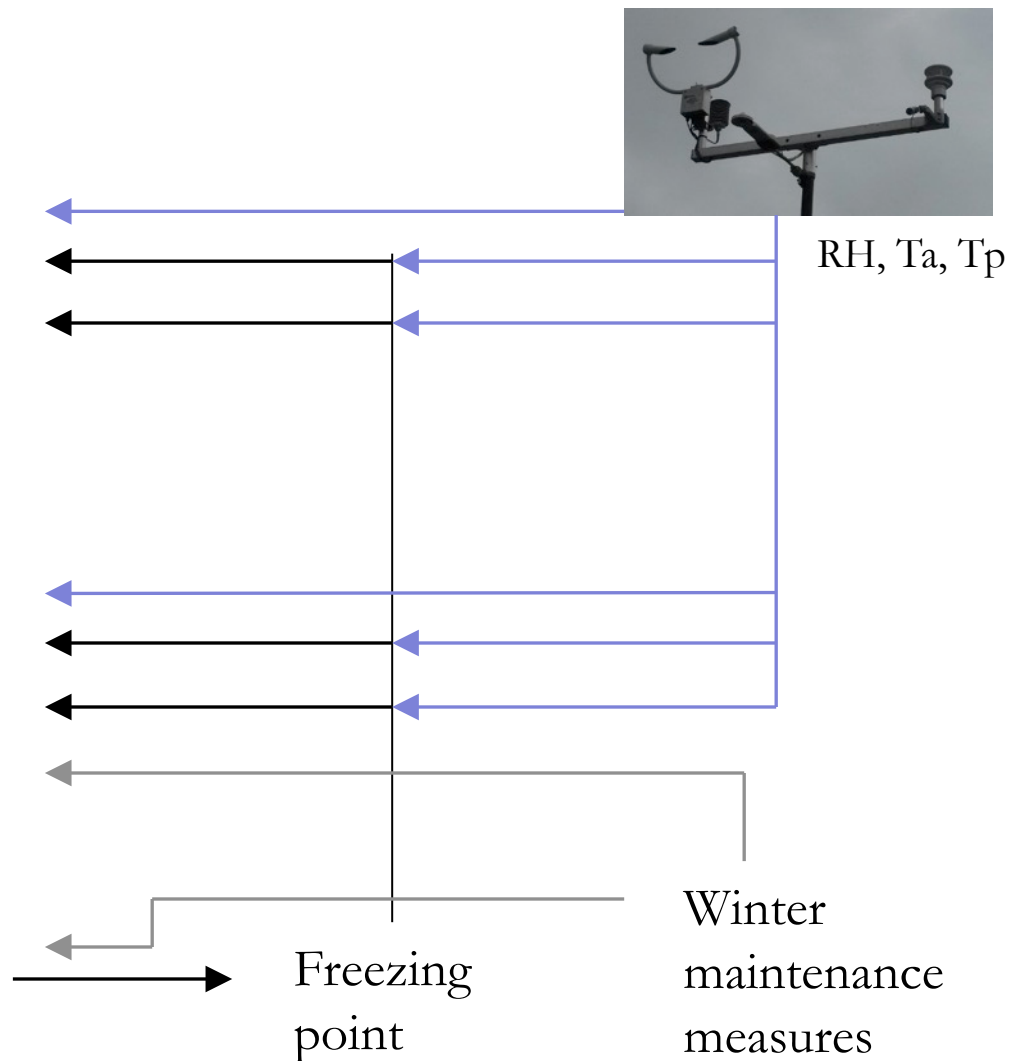 RH, Ta, Tp
Freezing
point
Winter
maintenance
measures